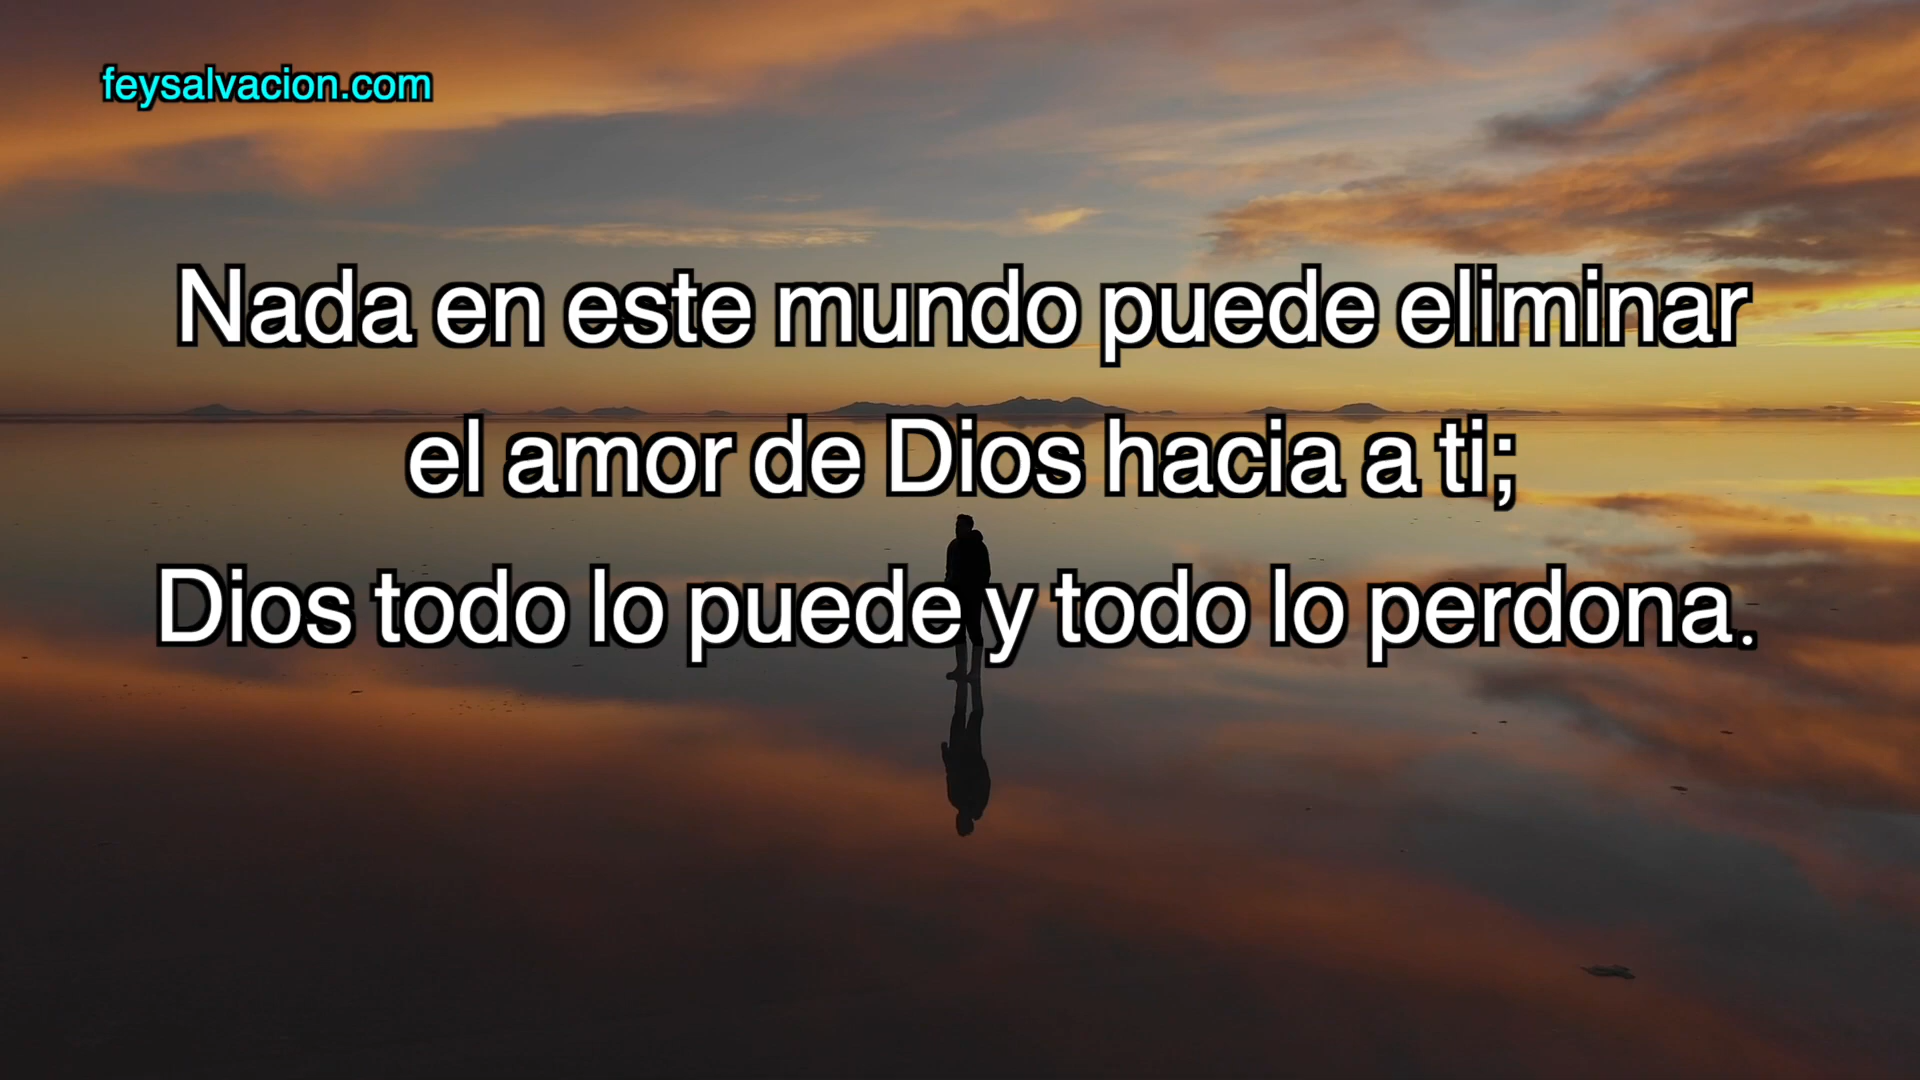 feysalvacion.com
Nada en este mundo puede eliminar
el amor de Dios hacia a ti;
Dios todo lo puede y todo lo perdona.